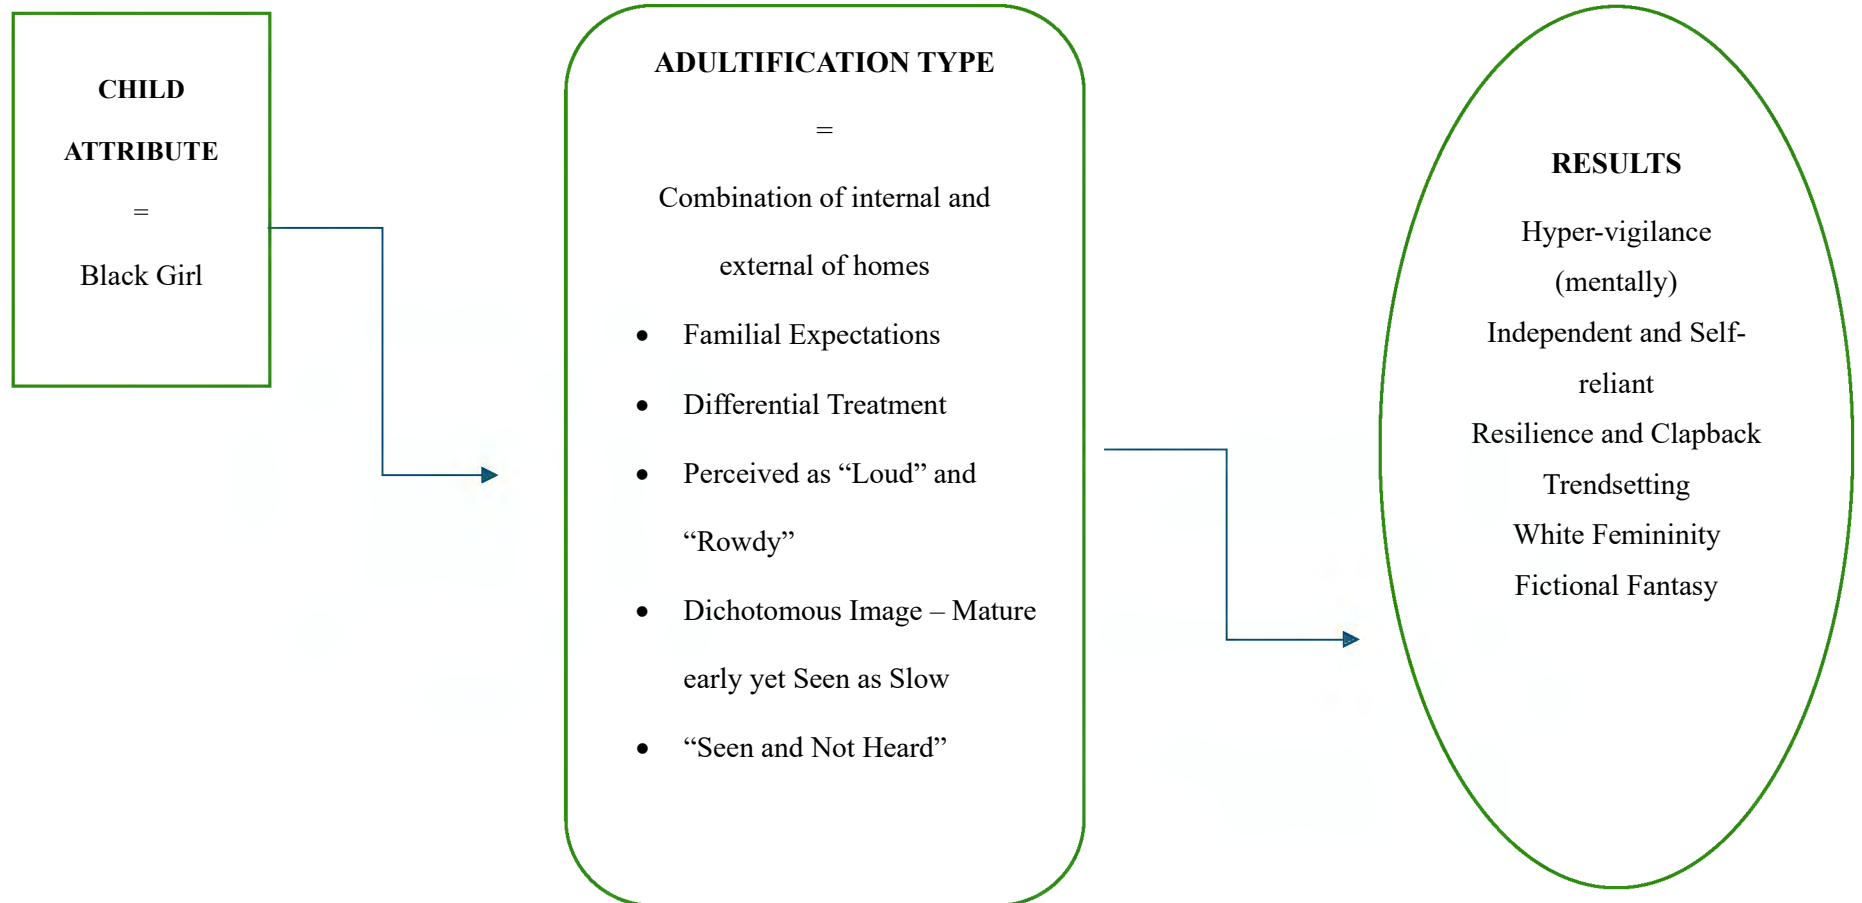 CHILD
ATTRIBUTE
=
Black Girl
ADULTIFICATION TYPE
=
Combination of internal and
external of homes
• Familial Expectations
• Differential Treatment
• Perceived as “Loud” and
“Rowdy”
• Dichotomous Image – Mature
early yet Seen as Slow
• “Seen and Not Heard”
RESULTS
Hyper-vigilance
(mentally)
Independent and Self-
reliant
Resilience and Clapback
Trendsetting
White Femininity
Fictional Fantasy